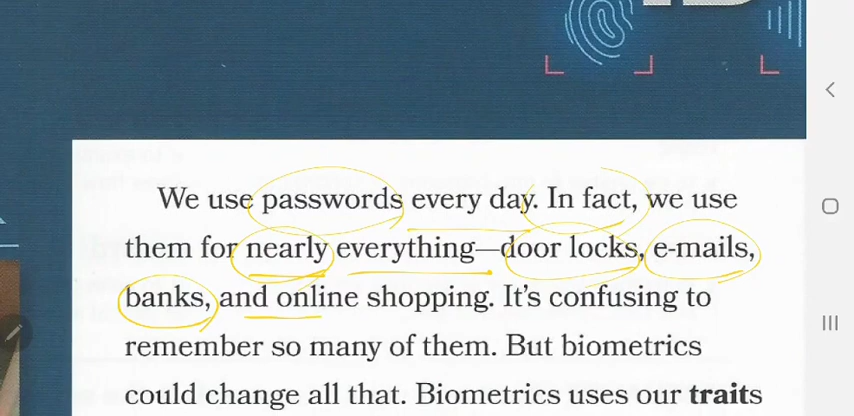 We use passwords every day. In fact, we use
them for nearly everything—door locks, e-mails,
banks, and online shopping. It's confusing to
remember so many of them. But biometrics
could change all that. Biometrics uses our traits